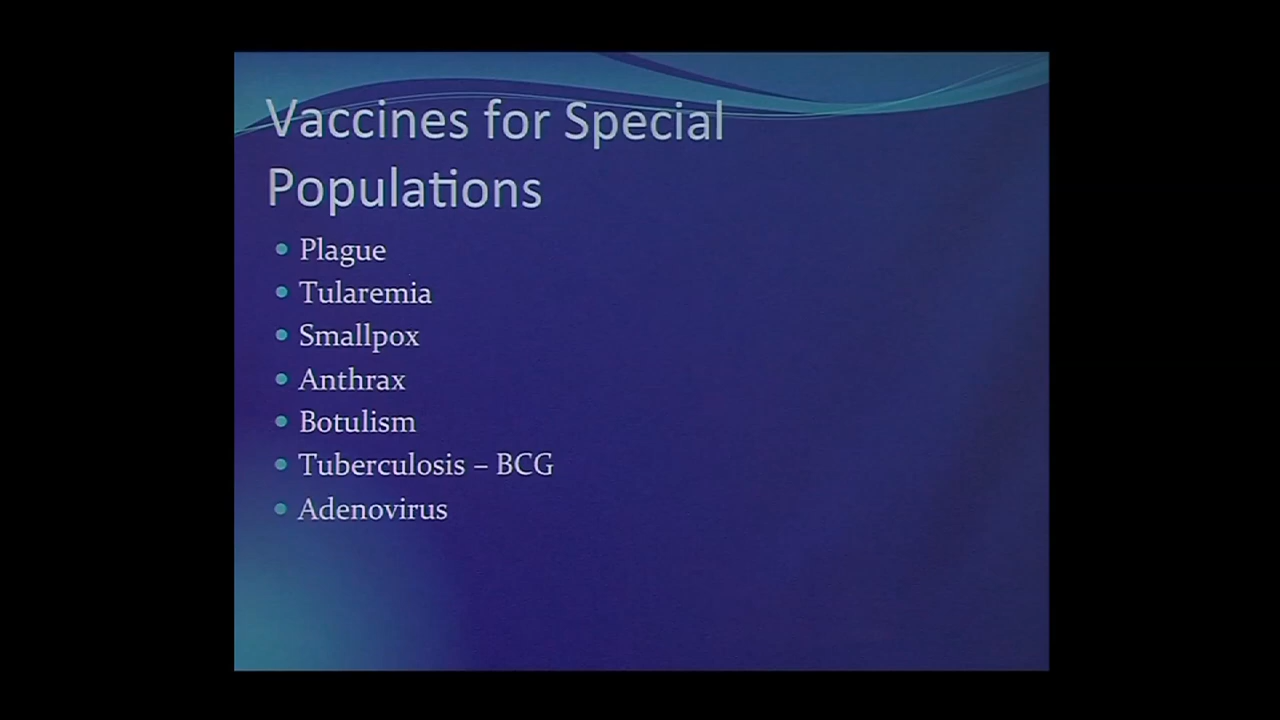 Vaccines for Special
Populations
• Plague
• Tularemia
• Smallpox
• Anthrax
• Botulism
• Tuberculosis – BCG
• Adenovirus